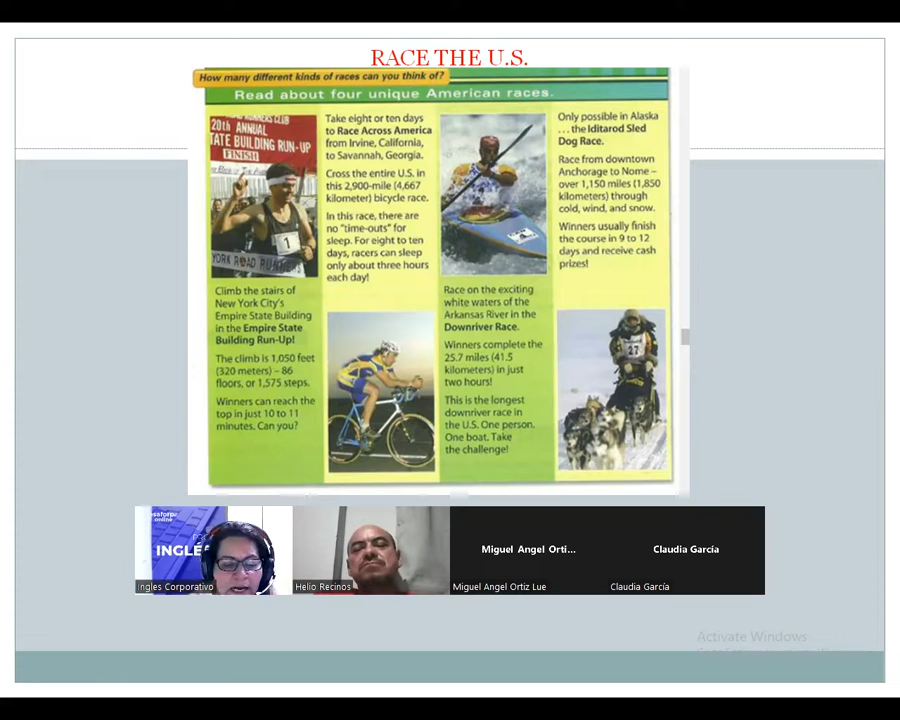 RACE THE U.S.
How many different kinds of races can you think of?
Read about four unique American races.
20th ANNUAL
BUILDING RUN-UP
FINISH
1
YORK ROAD RUNNERS
Climb the stairs of
New York City's
Empire State Building
in the Empire State
Building Run-Up!
The climb is 1,050 feet
(320 meters) – 86
floors, or 1,575 steps.
Winners can reach the
top in just 10 to 11
minutes. Can you?
Take eight or ten days
to Race Across America
from Irvine, California,
to Savannah, Georgia.
Cross the entire U.S. in
this 2,900-mile (4,667
kilometer) bicycle race.
In this race, there are
no "time-outs" for
sleep. For eight to ten
days, racers can sleep
only about three hours
each day!
Race on the exciting
white waters of the
Arkansas River in the
Downriver Race.
Winners complete the
25.7 miles (41.5
kilometers) in just
two hours!
This is the longest
downriver race in
the U.S. One person.
One boat. Take
the challenge!
Only possible in Alaska
. . . the Iditarod Sled
Dog Race.
Race from downtown
Anchorage to Nome –
over 1,150 miles (1,850
kilometers) through
cold, wind, and snow.
Winners usually finish
the course in 9 to 12
days and receive cash
prizes!
27
online
INGLÉ
Ingles Corporativo
Helio Recinos
Miguel Angel Orti...
Miguel Angel Ortiz Lue
Claudia García
Claudia García
Activate Windows